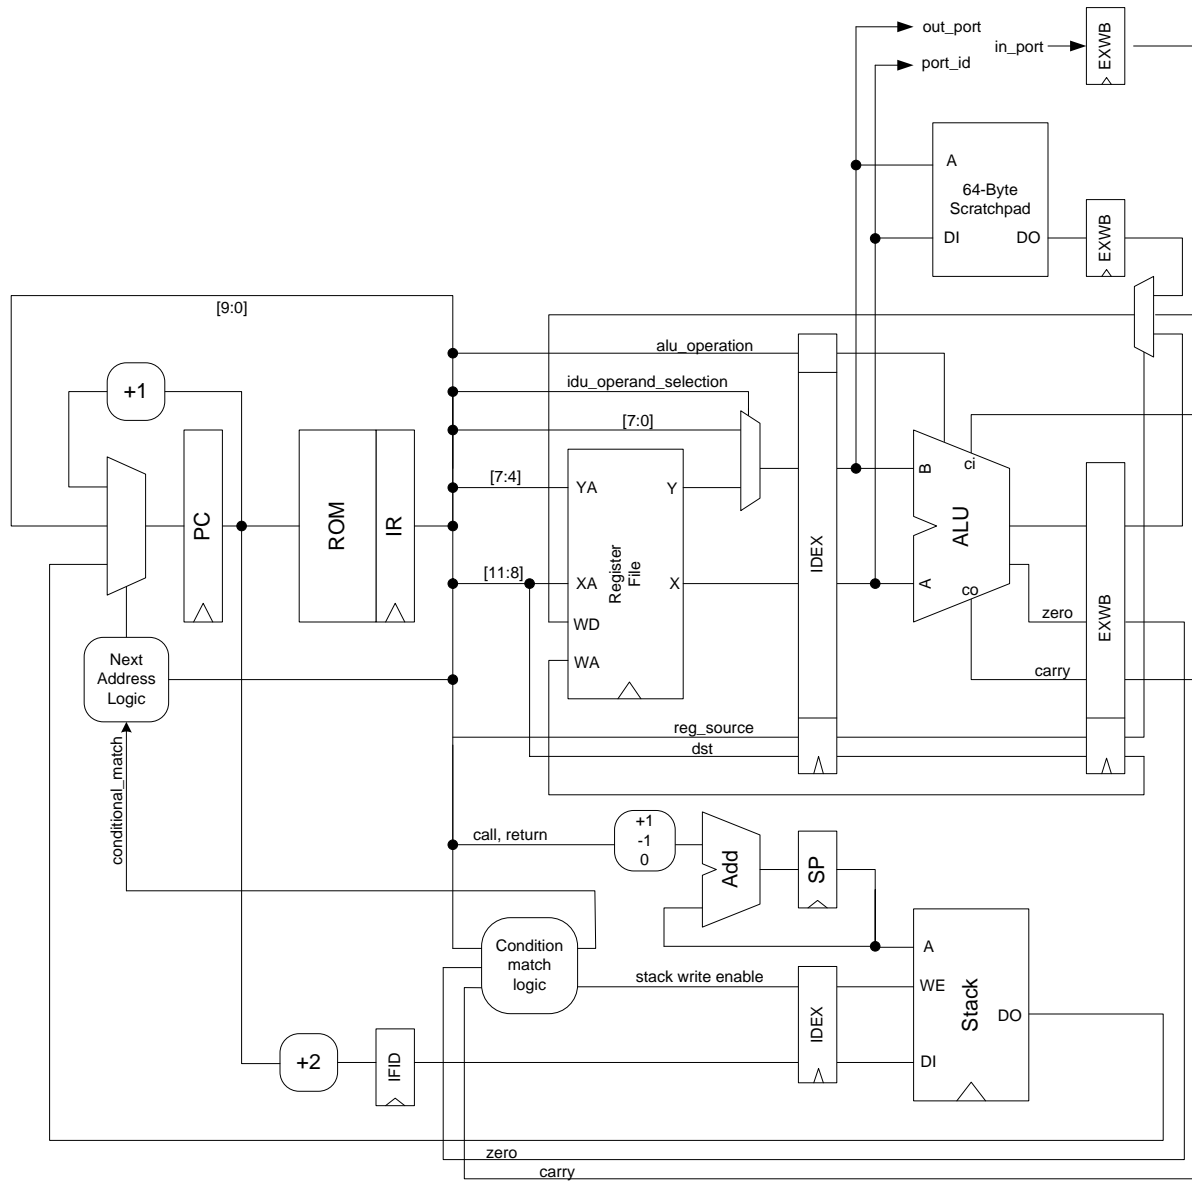 out_port
in_port
EXWB
port_id
A
64-Byte
Scratchpad
DI
DO
EXWB
[9:0]
alu_operation
+1
idu_operand_selection
[7:0]
[7:4]
YA
Y
B
ci
PC
ROM
IR
IDEX
ALU
[11:8]
XA
Register
File
X
A
co
WD
zero
EXWB
WA
Next
Address
Logic
carry
reg_source
dst
conditional_match
call, return
+1
-1
0
Add
SP
Condition
match
logic
A
stack write enable
WE
Stack
DO
IDEX
+2
IFID
DI
zero
carry